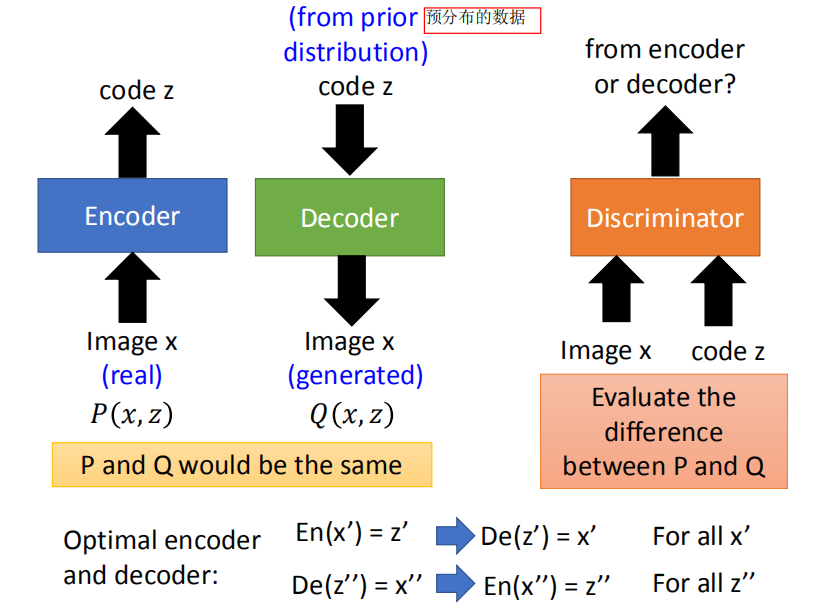 (from prior 预分布的数据
distribution)
code z
code z
from encoder
or decoder?
Encoder
Decoder
Discriminator
Image x
(real)
P(x, z)
Image x
(generated)
Q(x, z)
Image x
code z
P and Q would be the same
Evaluate the
difference
between P and Q
Optimal encoder
and decoder:
En(x’) = z’
De(z’) = x’
For all x’
De(z’’) = x’’
En(x’’) = z’’
For all z’’